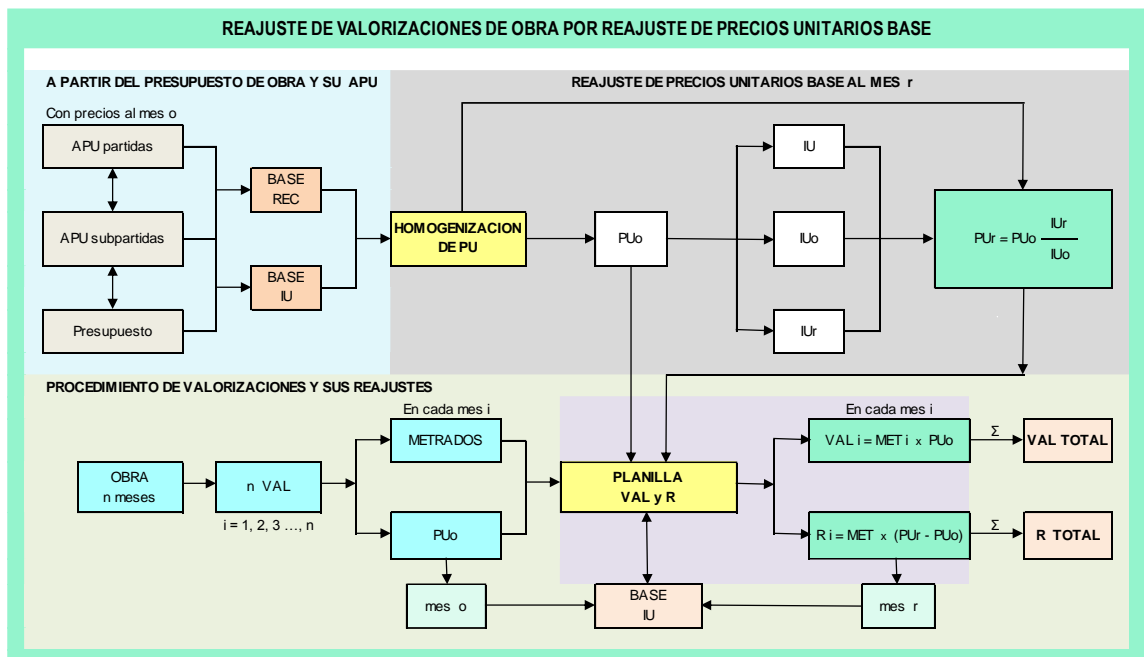 REAJUSTE DE VALORIZACIONES DE OBRA POR REAJUSTE DE PRECIOS UNITARIOS BASE
A PARTIR DEL PRESUPUESTO DE OBRA Y SU APU
Con precios al mes o
APU partidas
APU subpartidas
Presupuesto
BASE
REC
BASE
IU
REAJUSTE DE PRECIOS UNITARIOS BASE AL MES r
HOMOGENIZACION
DE PU
PUo
IU
IUo
IUr
PUr = PUo IUr
IUo
PROCEDIMIENTO DE VALORIZACIONES Y SUS REAJUSTES
OBRA
n meses
n VAL
i = 1, 2, 3 ..., n
En cada mes i
METRADOS
PUo
mes o
PLANILLA
VAL y R
BASE
IU
En cada mes i
VAL i = MET i x PUo
R i = MET x (PUr - PUo)
mes r
Σ
VAL TOTAL
Σ
R TOTAL